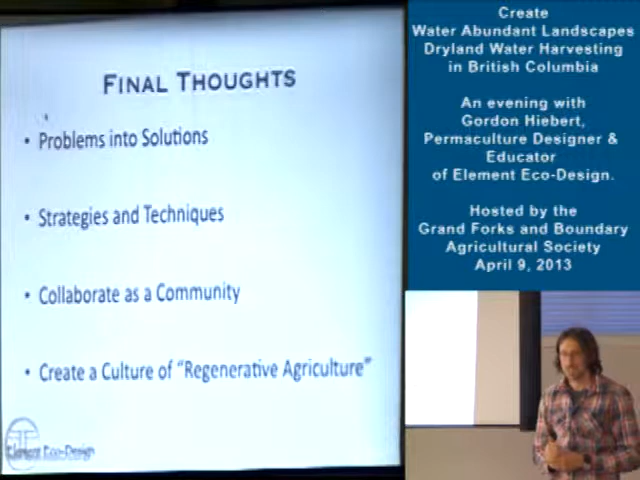 FINAL THOUGHTS
• Problems into Solutions
• Strategies and Techniques
• Collaborate as a Community
• Create a Culture of “Regenerative Agriculture”
Element Eco-Design
Create
Water Abundant Landscapes
Dryland Water Harvesting
in British Columbia
An evening with
Gordon Hiebert,
Permaculture Designer &
Educator
of Element Eco-Design.
Hosted by the
Grand Forks and Boundary
Agricultural Society
April 9, 2013